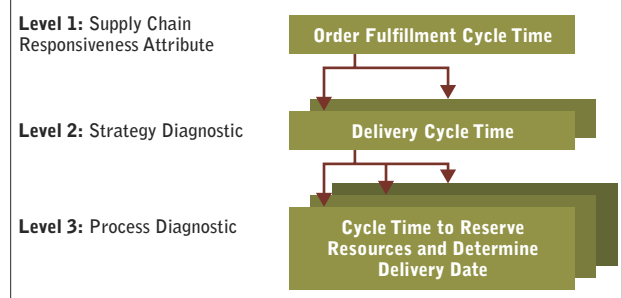 Level 1: Supply Chain
Responsiveness Attribute
Order Fulfillment Cycle Time
Level 2: Strategy Diagnostic
Delivery Cycle Time
Level 3: Process Diagnostic
Cycle Time to Reserve
Resources and Determine
Delivery Date